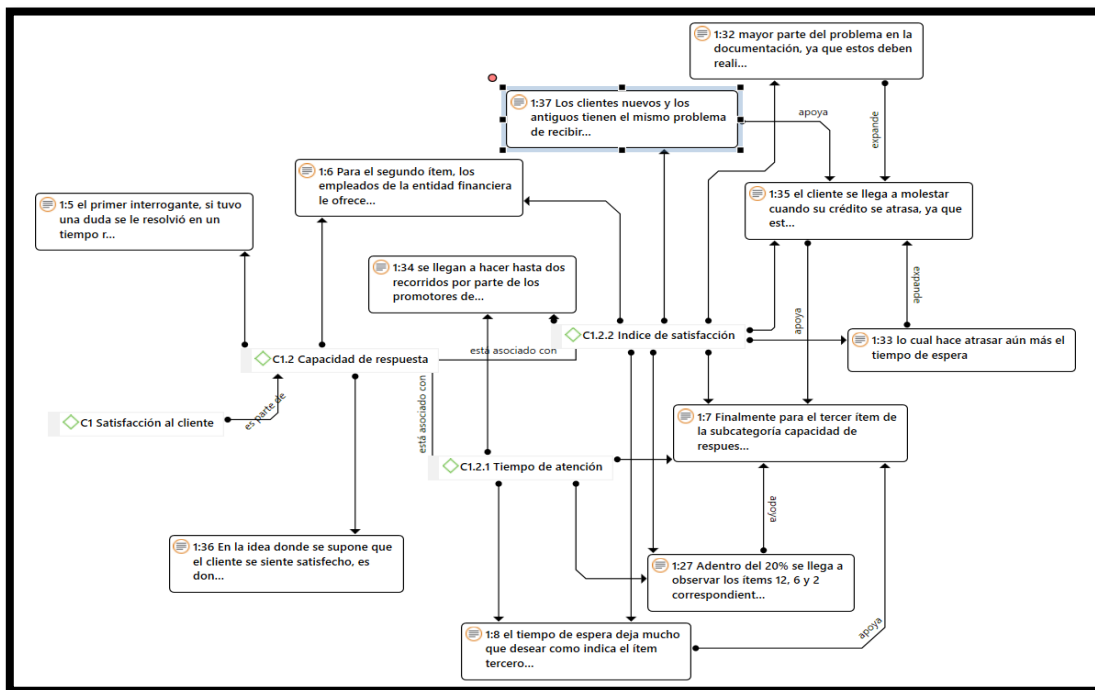 1:32 mayor parte del problema en la
documentación, ya que estos deben
reali...
1:37 Los clientes nuevos y los
antiguos tienen el mismo problema
de recibir...
apoya
expande
1:6 Para el segundo ítem, los
empleados de la entidad financiera
le ofrece...
1:5 el primer interrogante, si tuvo
una duda se le resolvió en un
tiempo r...
1:35 el cliente se llega a molestar
cuando su crédito se atrasa, ya que
est...
1:34 se llegan a hacer hasta dos
recorridos por parte de los
promotores de...
expande
apoya
C1.2.2 Indice de satisfacción
1:33 lo cual hace atrasar aún más el
tiempo de espera
C1.2 Capacidad de respuesta
está asociado con
está asociado con
es parte de
C1 Satisfacción al cliente
1:7 Finalmente para el tercer ítem de
la subcategoría capacidad de
respues...
C1.2.1 Tiempo de atención
apoya
1:36 En la idea donde se supone que
el cliente se siente satisfecho, es
don...
1:27 Adentro del 20% se llega a
observar los ítems 12, 6 y 2
correspondient...
1:8 el tiempo de espera deja mucho
que desear como indica el ítem
tercero...
apoya